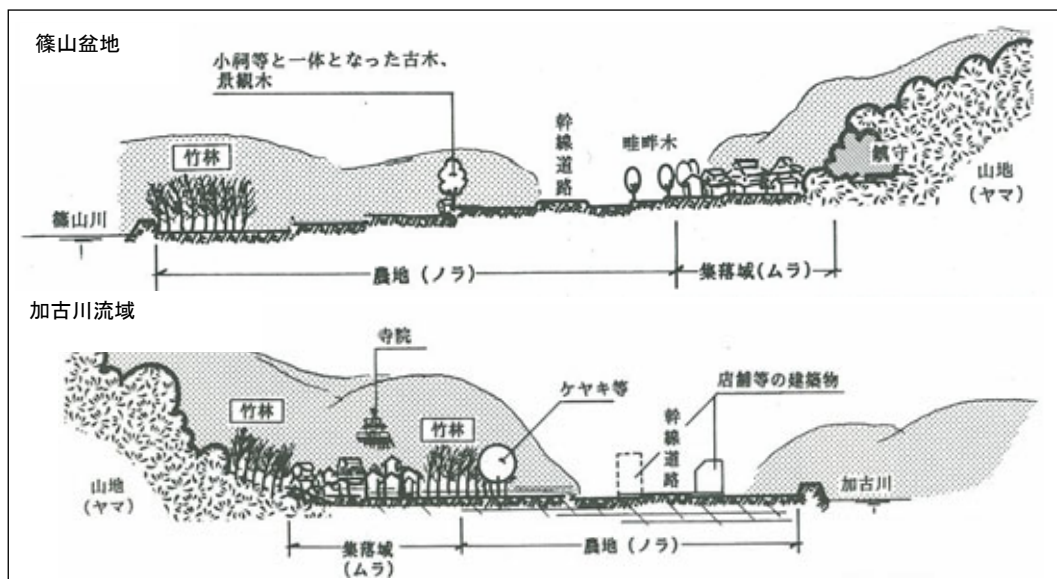 篠山盆地
小祠等と一体となった古木、
景観木
竹林
幹線道路
畦畔木
鎮守
山地
(ヤマ)
篠山川
農地(ノラ)
集落域(ムラ)
加古川流域
寺院
竹林
竹林
ケヤキ等
店舗等の建築物
幹線道路
山地
(ヤマ)
加古川
集落域
(ムラ)
農地(ノラ)